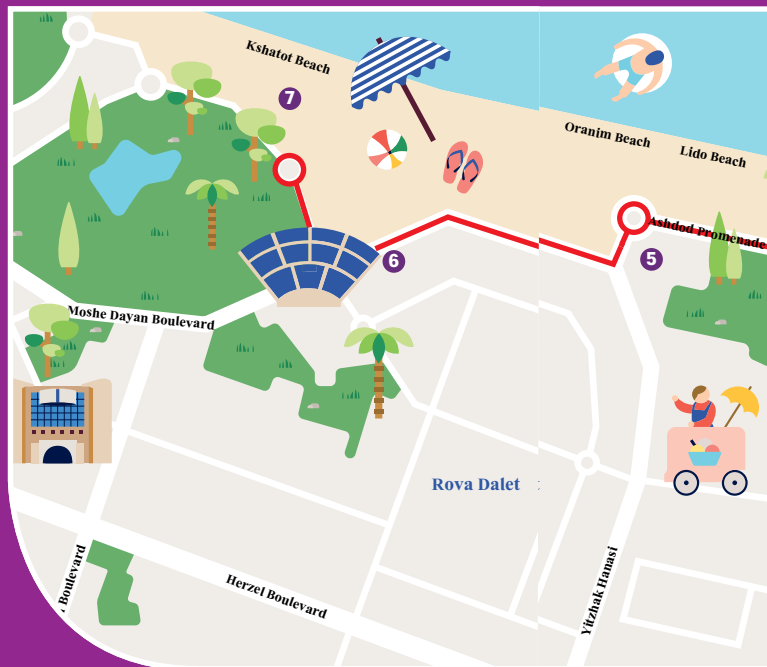 Kshatot Beach
7
Oranim Beach
Lido Beach
Ashdod Promenade
6
5
Moshe Dayan Boulevard
Rova Dalet
Boulevard
Herzel Boulevard
Yitzhak Hanasi